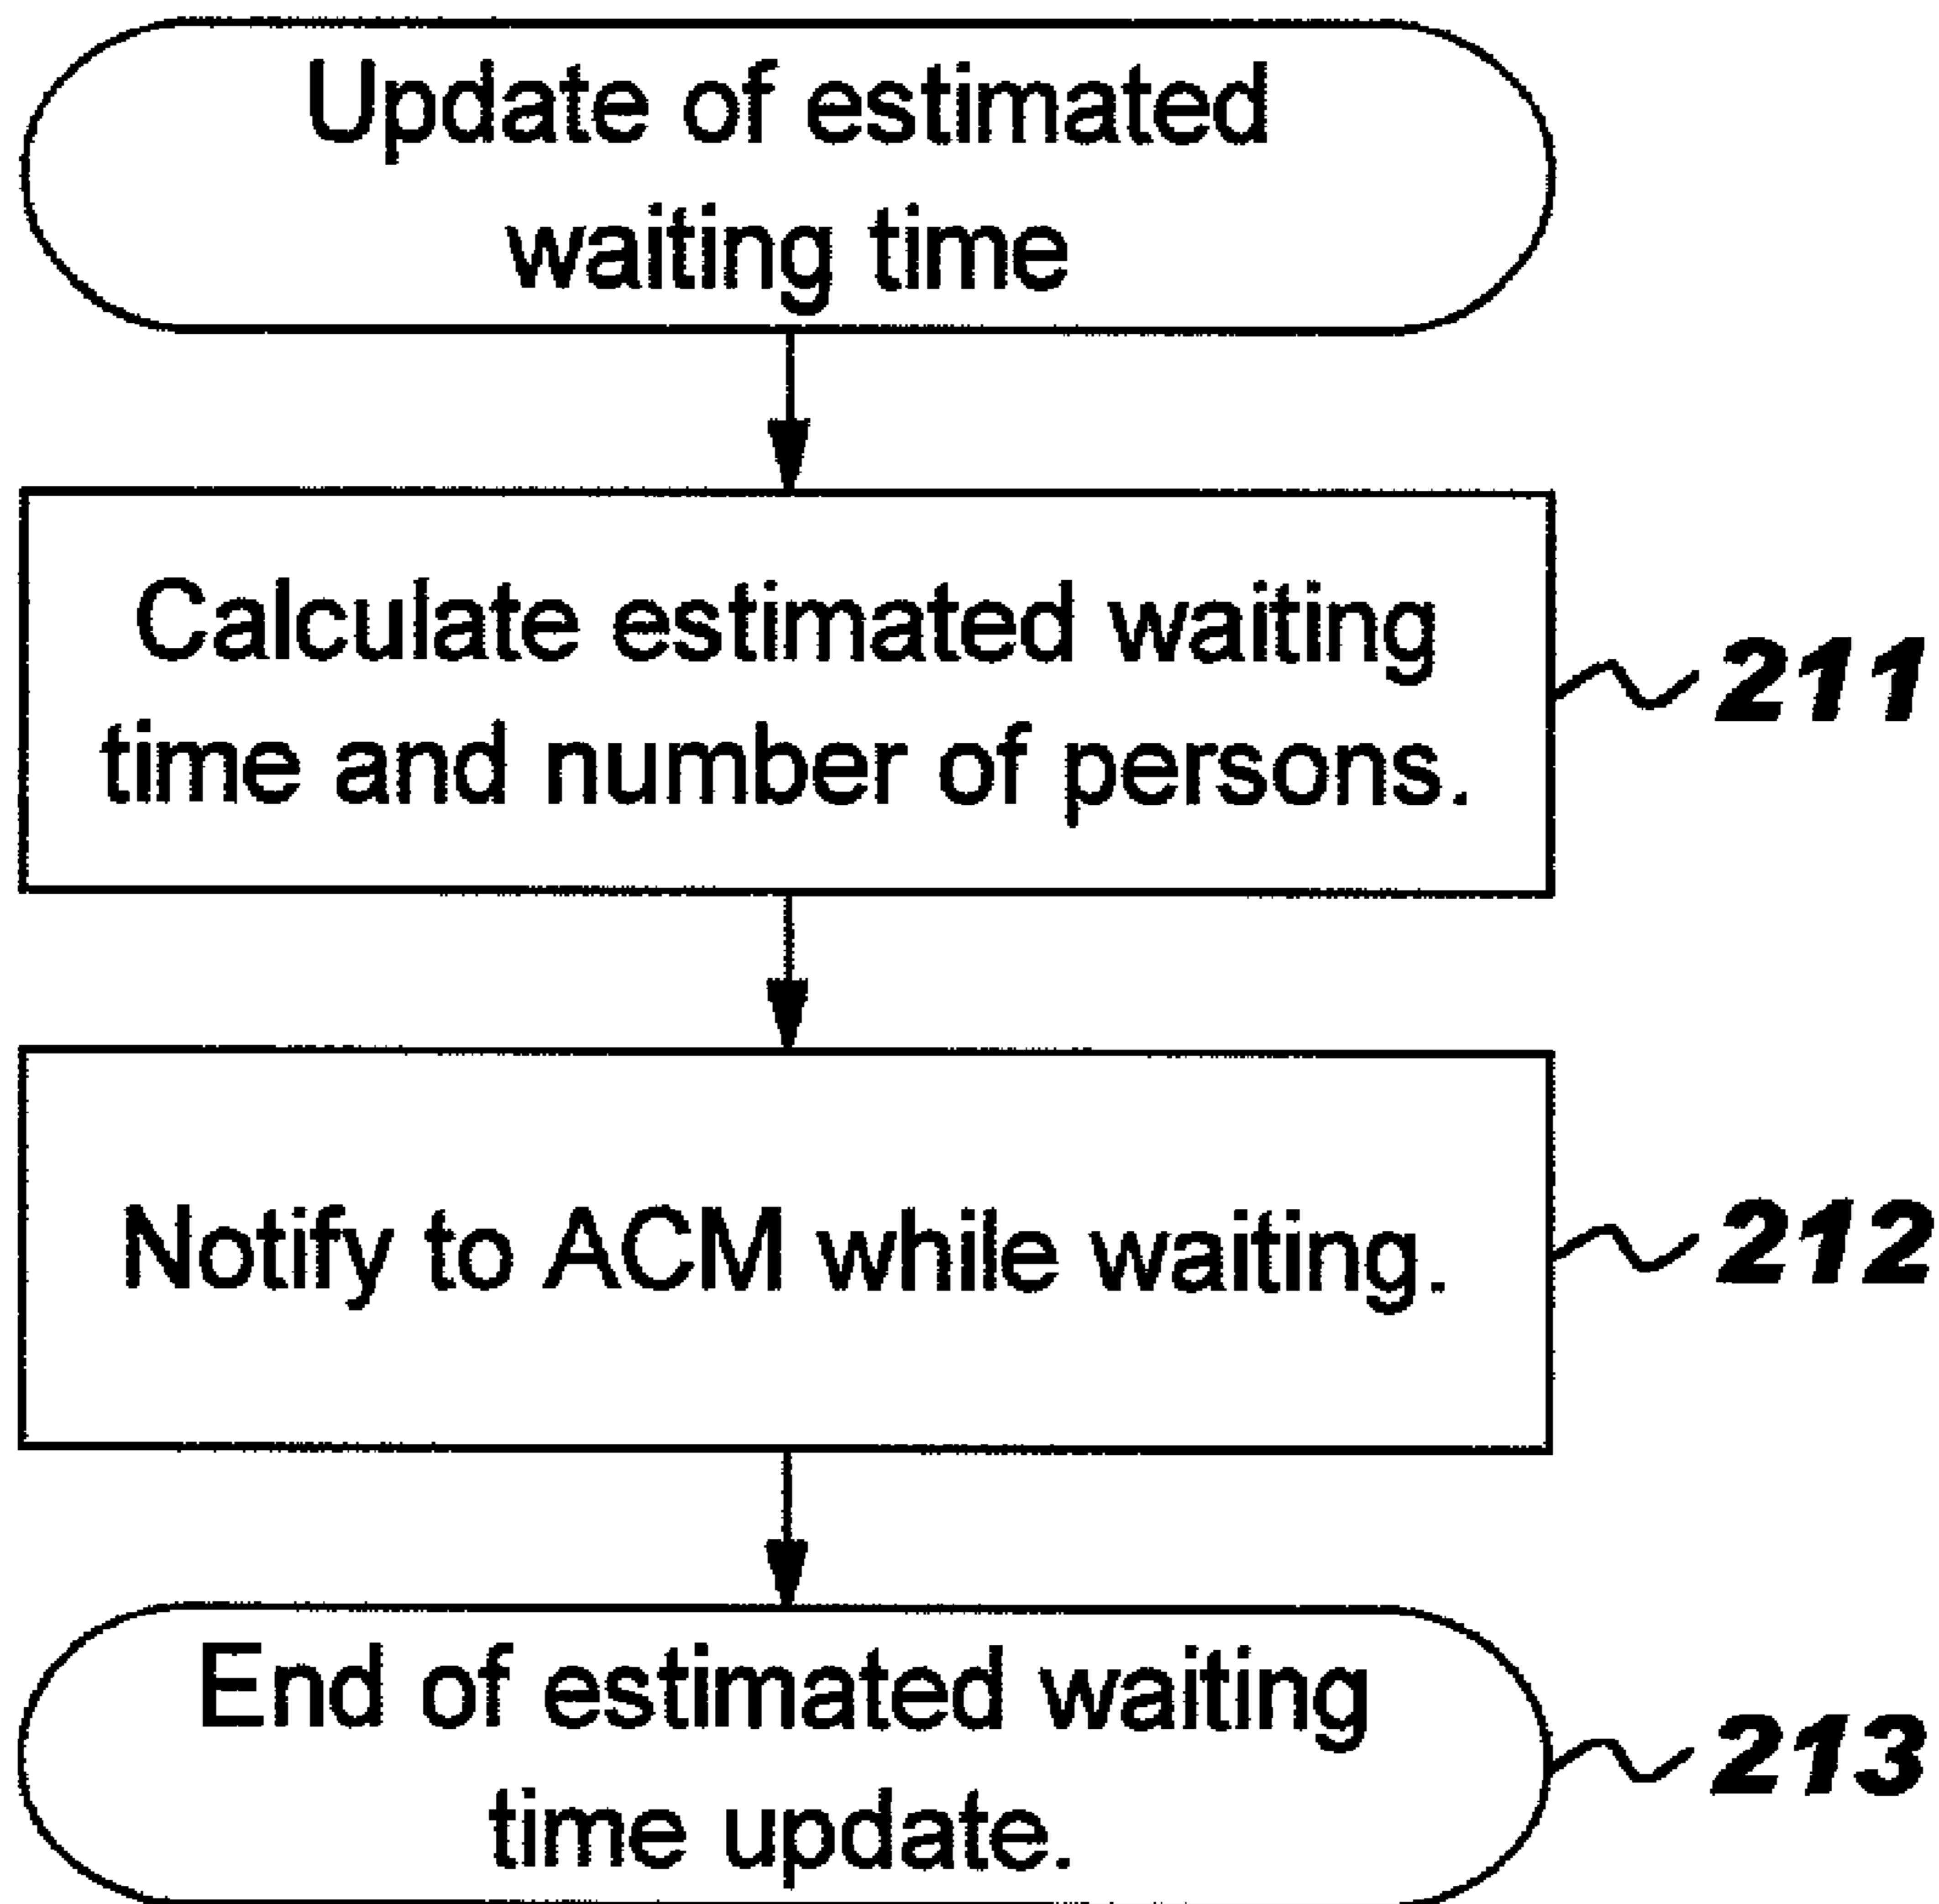 Update of estimated
waiting time
Calculate estimated waiting
time and number of persons.
211
Notify to ACM while waiting.
212
End of estimated waiting
time update.
213